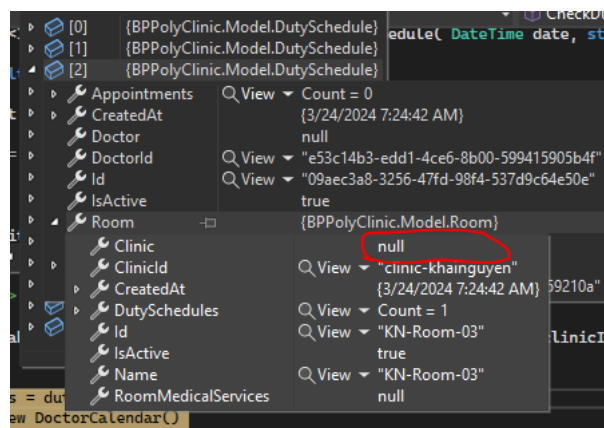 [0] {BPPolyClinic.Model.DutySchedule}
CheckDu
[1] {BPPolyClinic.Model.DutySchedule}
edule( DateTime date, st
[2] {BPPolyClinic.Model.DutySchedule}
Appointments View Count = 0
CreatedAt {3/24/2024 7:24:42 AM}
Doctor null
DoctorId View "e53c14b3-edd1-4ce6-8b00-599415905b4f"
Id View "09aec3a8-3256-47fd-98f4-537d9c64e50e"
IsActive true
Room {BPPolyClinic.Model.Room}
Clinic null
ClinicId View "clinic-khainguyen"
CreatedAt {3/24/2024 7:24:42 AM}
59210a"
DutySchedules View Count = 1
Id View "KN-Room-03"
IsActive true
clinicI
Name View "KN-Room-03"
RoomMedicalServices null
s = dut
ew DoctorCalendar()